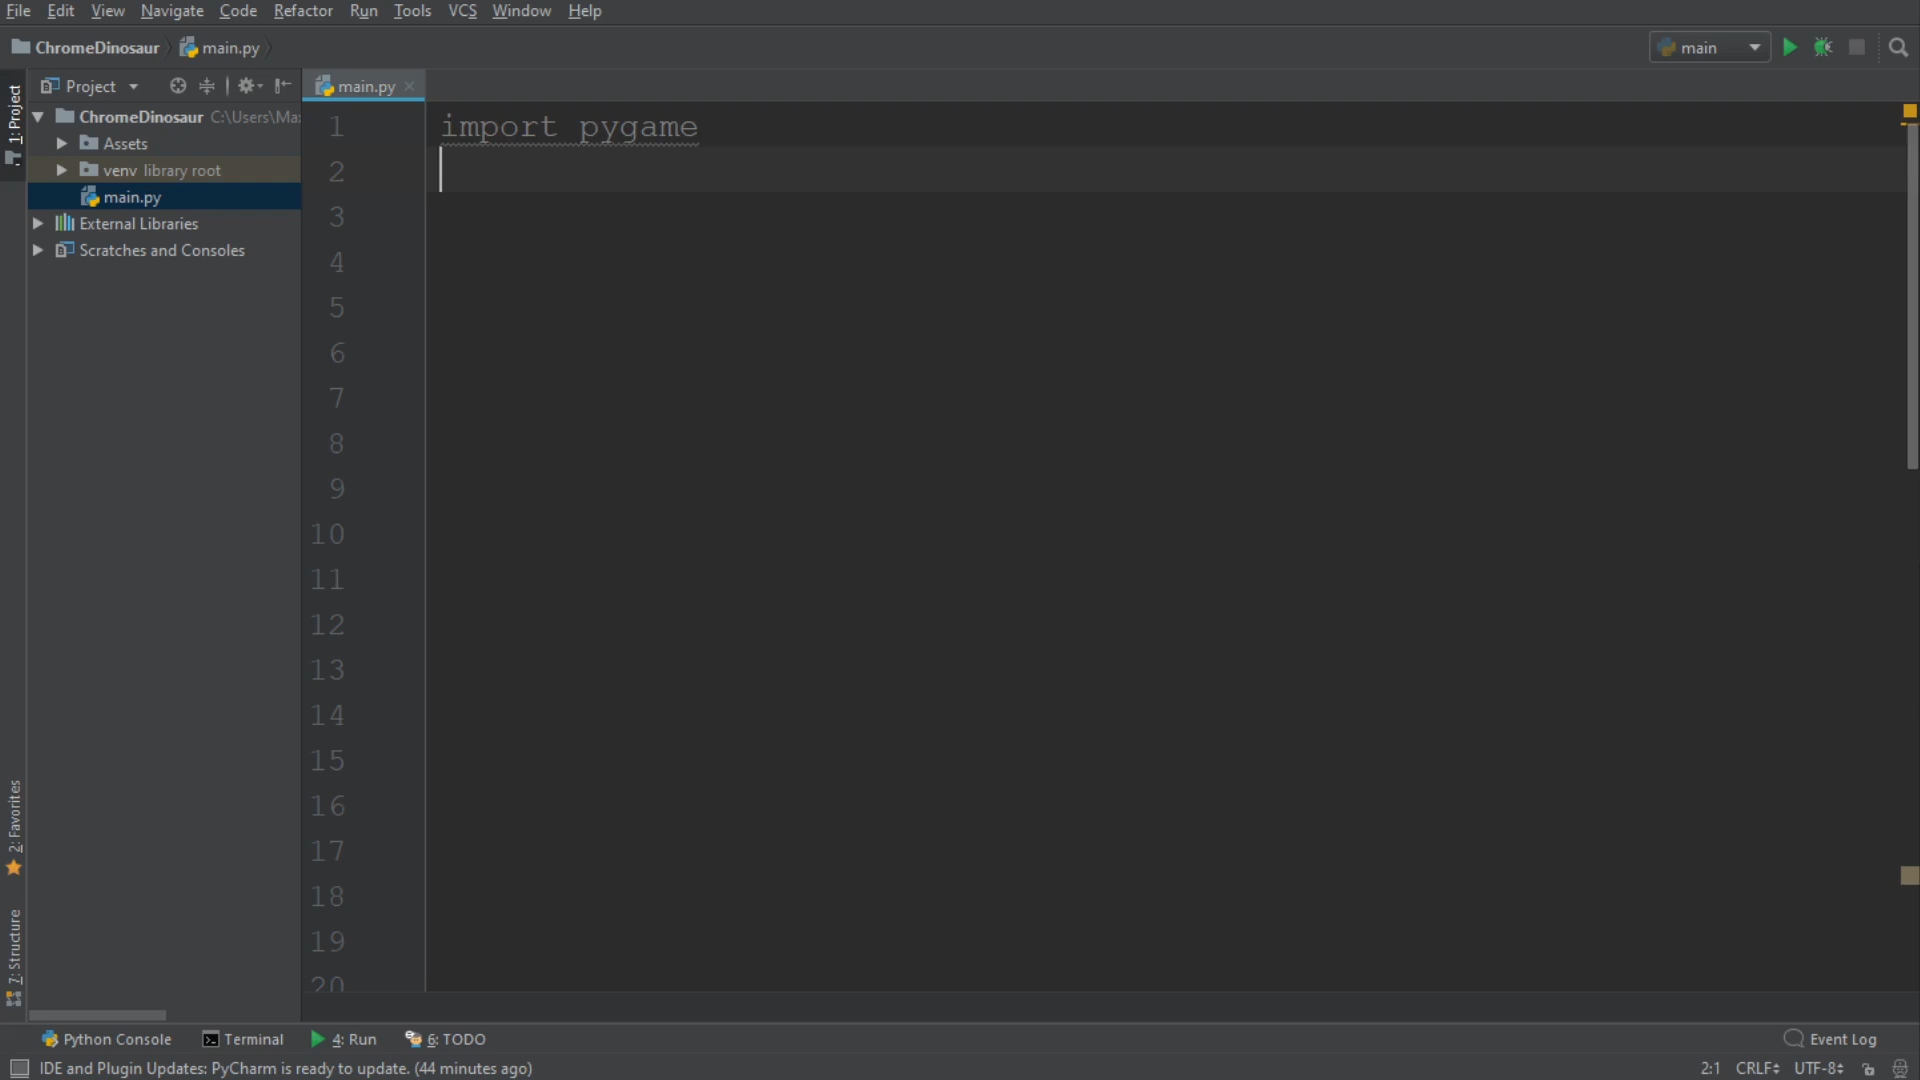 File Edit View Navigate Code Refactor Run Tools VCS Window Help
ChromeDinosaur main.py main
1: Project
Project main.py
ChromeDinosaur C:\Users\Ma
Assets
venv library root
main.py
External Libraries
Scratches and Consoles
1 import pygame
2
3
4
5
6
7
8
9
10
11
12
13
14
15
16
17
18
19
20
2: Favorites
7: Structure
Python Console Terminal 4: Run 6: TODO Event Log
IDE and Plugin Updates: PyCharm is ready to update. (44 minutes ago) 2:1 CRLF UTF-8